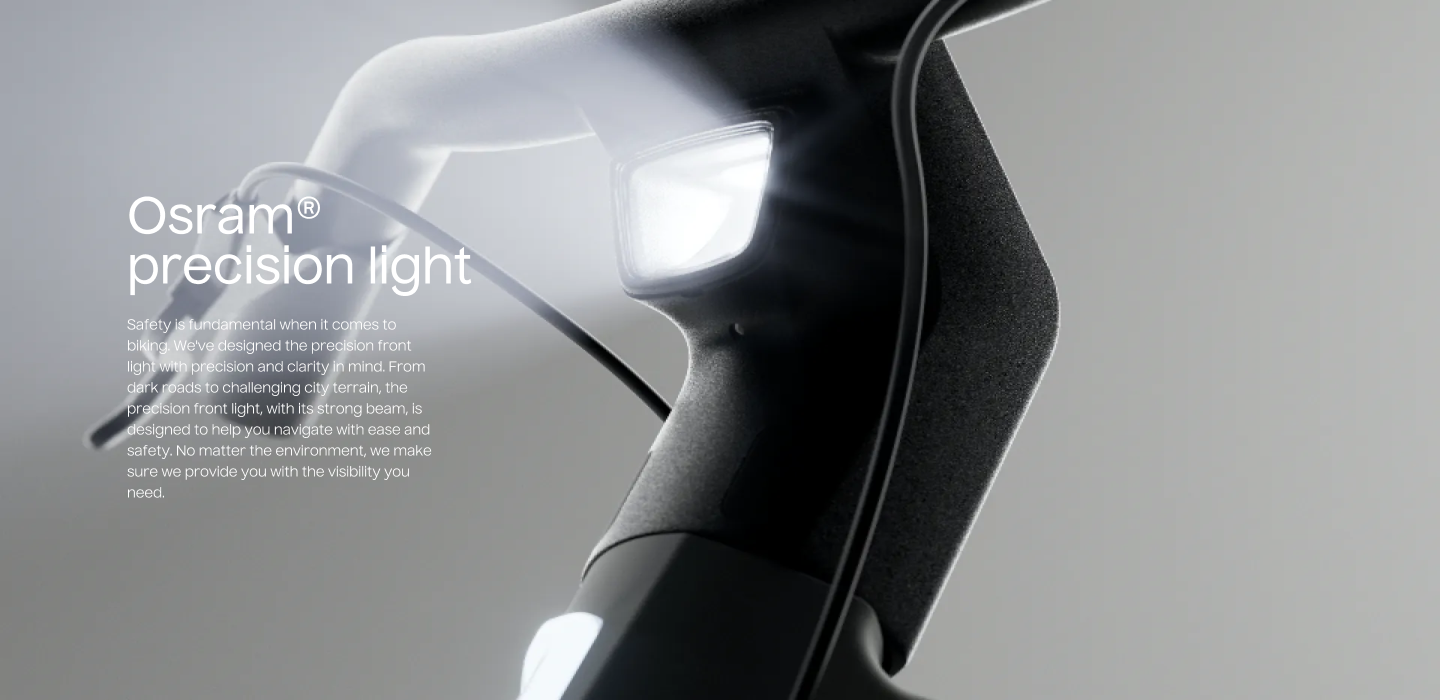 Osram®
precision light
Safety is fundamental when it comes to
biking. We've designed the precision front
light with precision and clarity in mind. From
dark roads to challenging city terrain, the
precision front light, with its strong beam, is
designed to help you navigate with ease and
safety. No matter the environment, we make
sure we provide you with the visibility you
need.